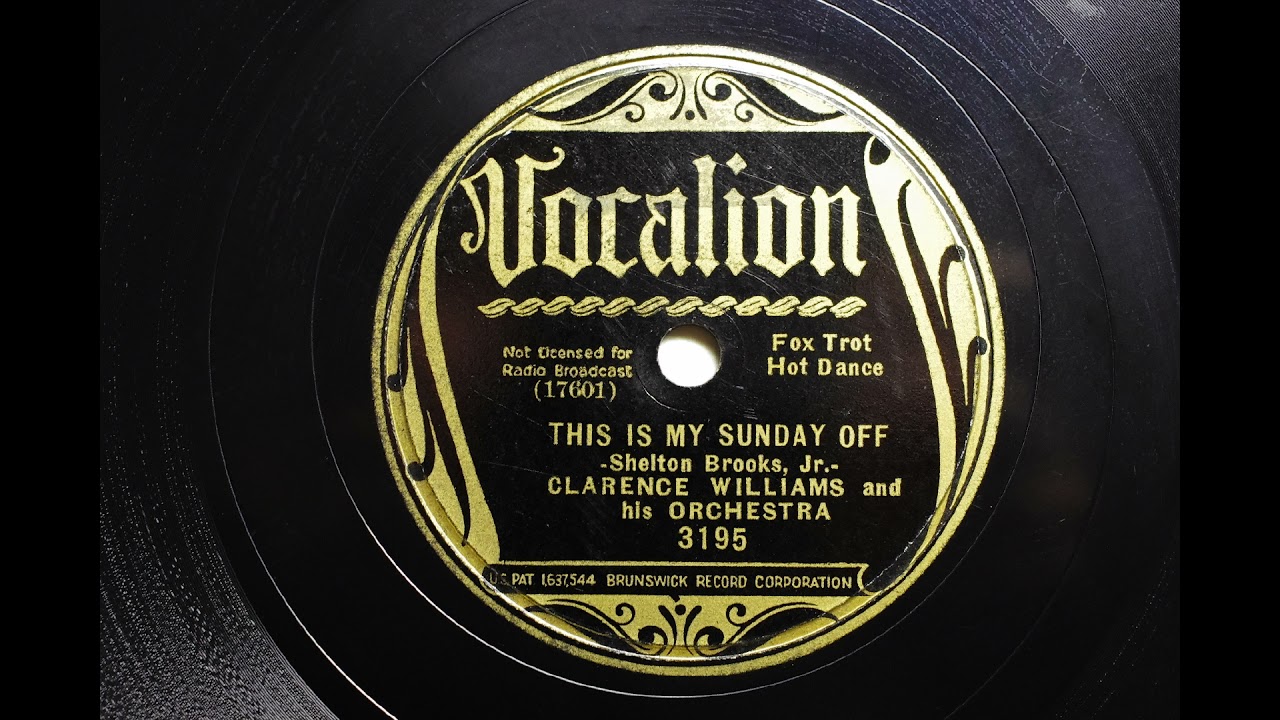 Vocalion
Not Licensed for
Radio Broadcast
(17601)
Fox Trot
Hot Dance
THIS IS MY SUNDAY OFF
-Shelton Brooks, Jr.-
CLARENCE WILLIAMS and
his ORCHESTRA
3195
U.S. PAT 1,637,544 BRUNSWICK RECORD CORPORATION